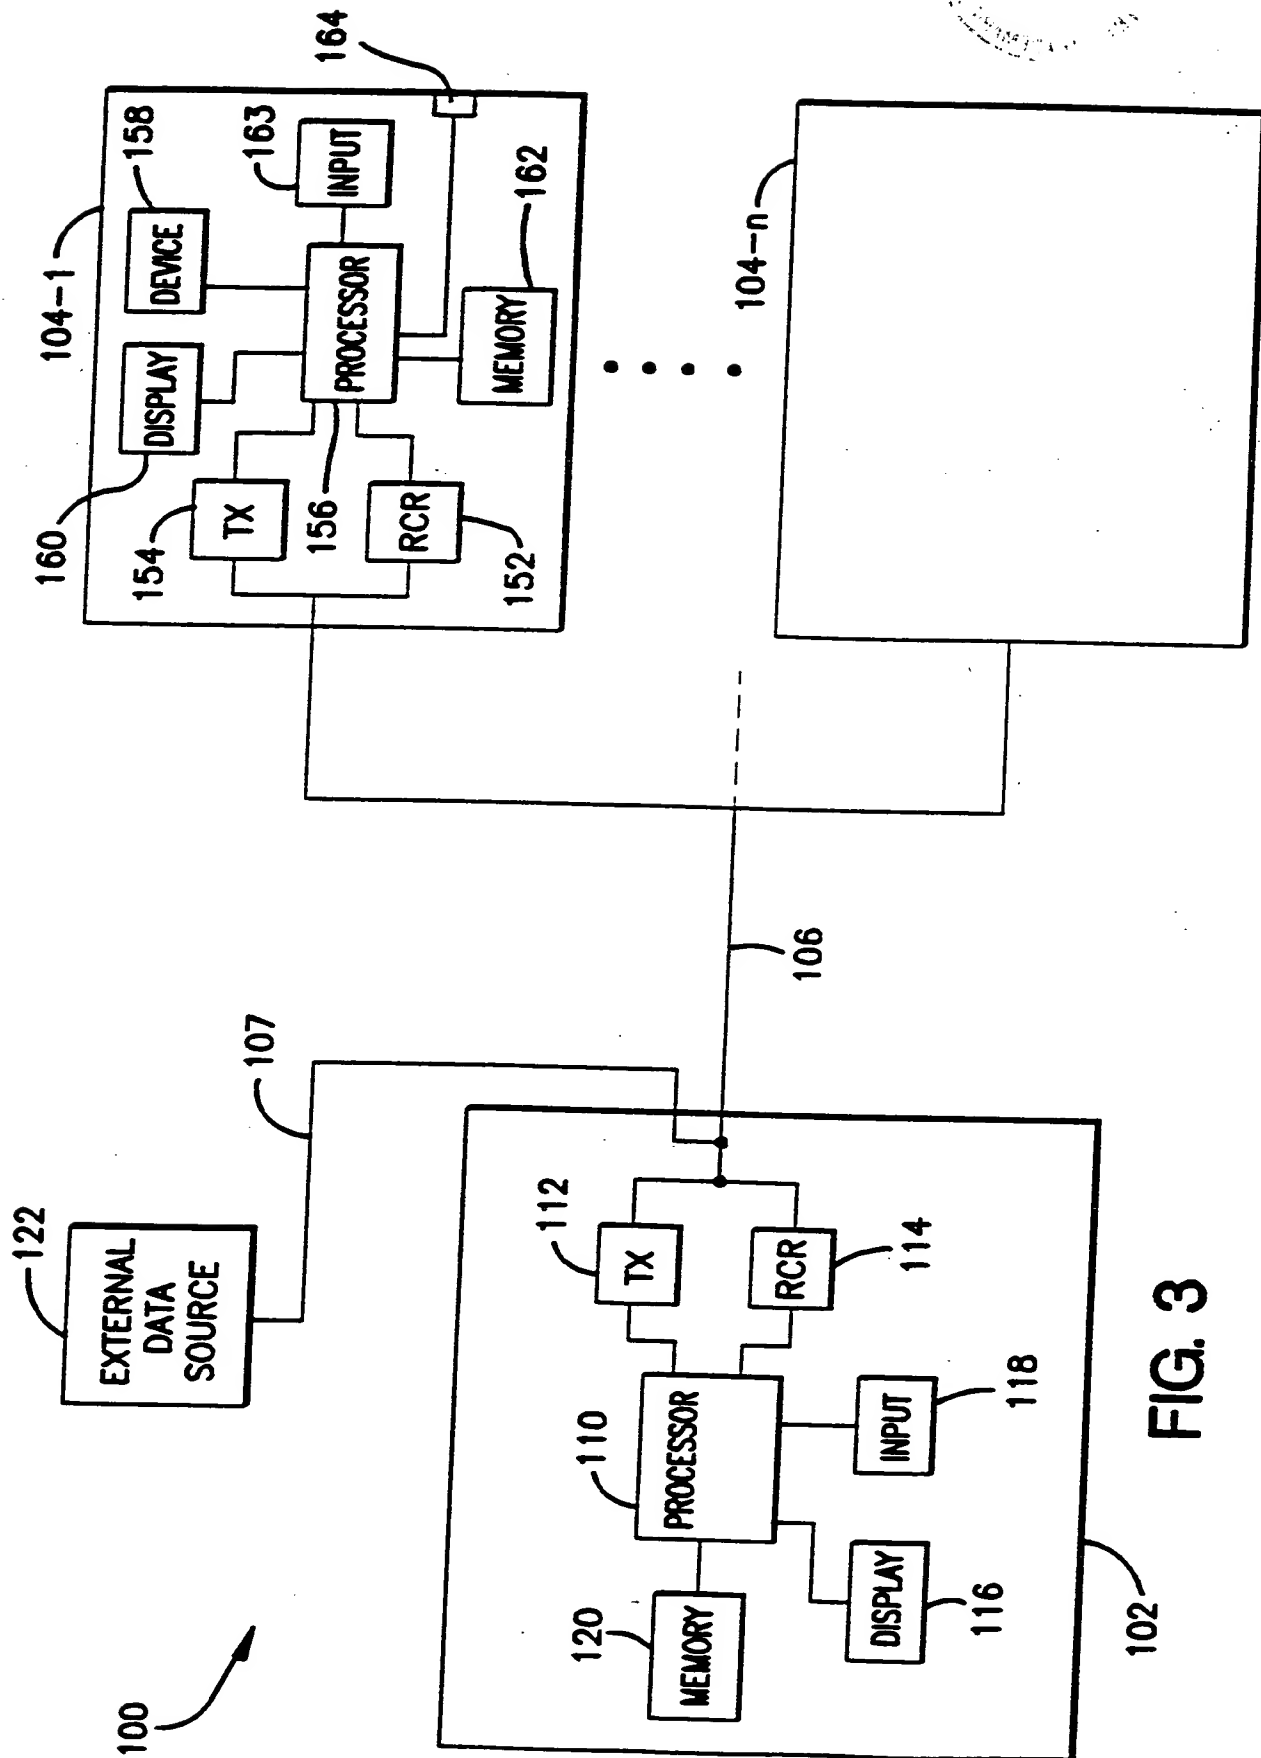 100
122
EXTERNAL
DATA
SOURCE
107
102
120
MEMORY
110
PROCESSOR
112
TX
RCR
114
DISPLAY
116
INPUT
118
106
104-1
160
DISPLAY
DEVICE
158
154
TX
156
PROCESSOR
INPUT
163
164
RCR
152
MEMORY
162
104-n
FIG. 3